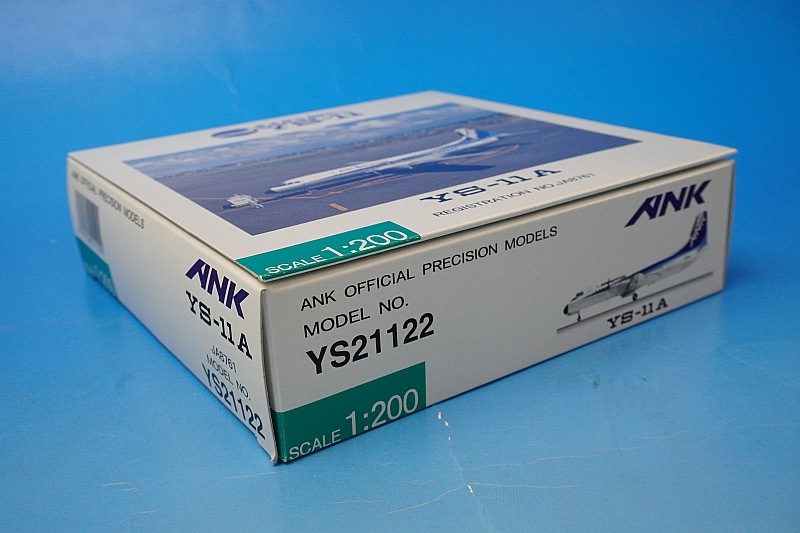 YS-11A
REGISTRATION NO.JA8761
SCALE 1:200
ANK OFFICIAL PRECISION MODELS
ANK
YS-11A
JA8761
MODEL NO.
YS21122
ANK OFFICIAL PRECISION MODELS
MODEL NO.
YS21122
SCALE 1:200
ANK
YS-11A